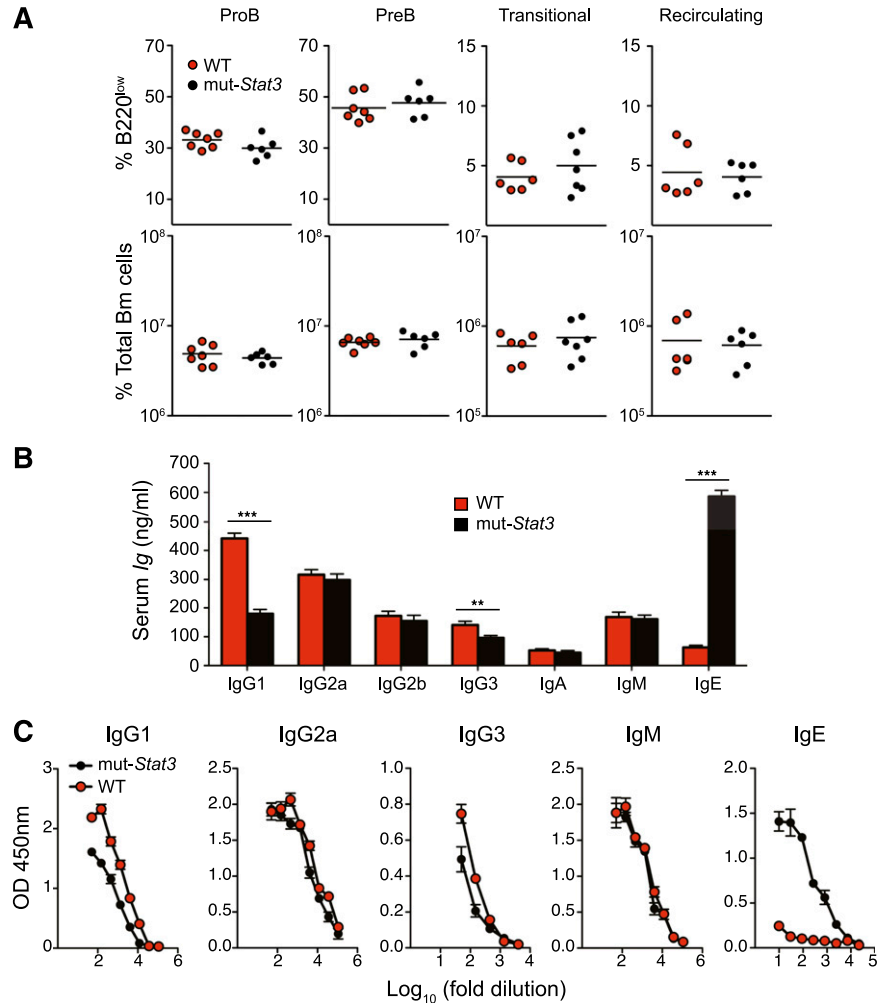 A
ProB PreB Transitional Recirculating
% B220low
70 70 15 15
WT
mut-Stat3
50 50 10 10
30 30 5 5
10 10
% Total Bm cells
10⁸ 10⁸ 10⁷ 10⁷
10⁷ 10⁷ 10⁶ 10⁶
10⁶ 10⁶ 10⁵ 10⁵
B
Serum Ig (ng/ml)
700
600
500
400
300
200
100
0
*** ** ***
WT
mut-Stat3
IgG1 IgG2a IgG2b IgG3 IgA IgM IgE
C
IgG1 IgG2a IgG3 IgM IgE
OD 450nm
mut-Stat3
WT
3 2.5 1.0 2.5 2.0
2 2.0 0.8 2.0 1.5
1 1.5 0.6 1.5 1.0
0 1.0 0.4 1.0 0.5
0.5 0.2 0.5 0.0
0.0 0.0 0.0
2 4 6 2 4 6 1 2 3 4 2 4 6 1 2 3 4 5
Log10 (fold dilution)